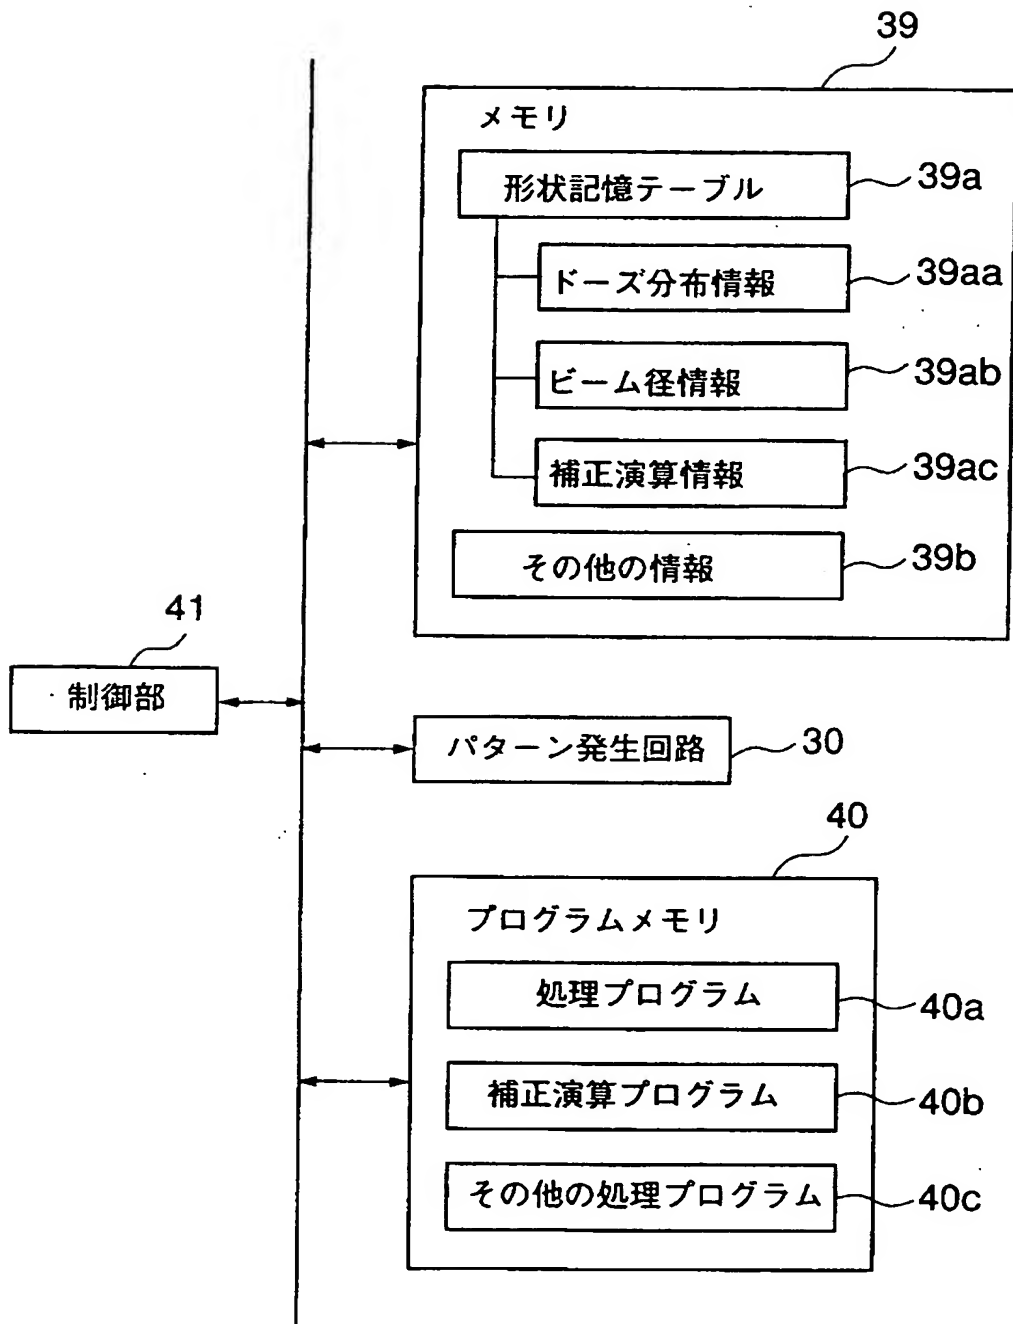 39
メモリ
形状記憶テーブル
39a
ドーズ分布情報
39aa
ビーム径情報
39ab
補正演算情報
39ac
その他の情報
39b
41
制御部
パターン発生回路
30
40
プログラムメモリ
処理プログラム
40a
補正演算プログラム
40b
その他の処理プログラム
40c